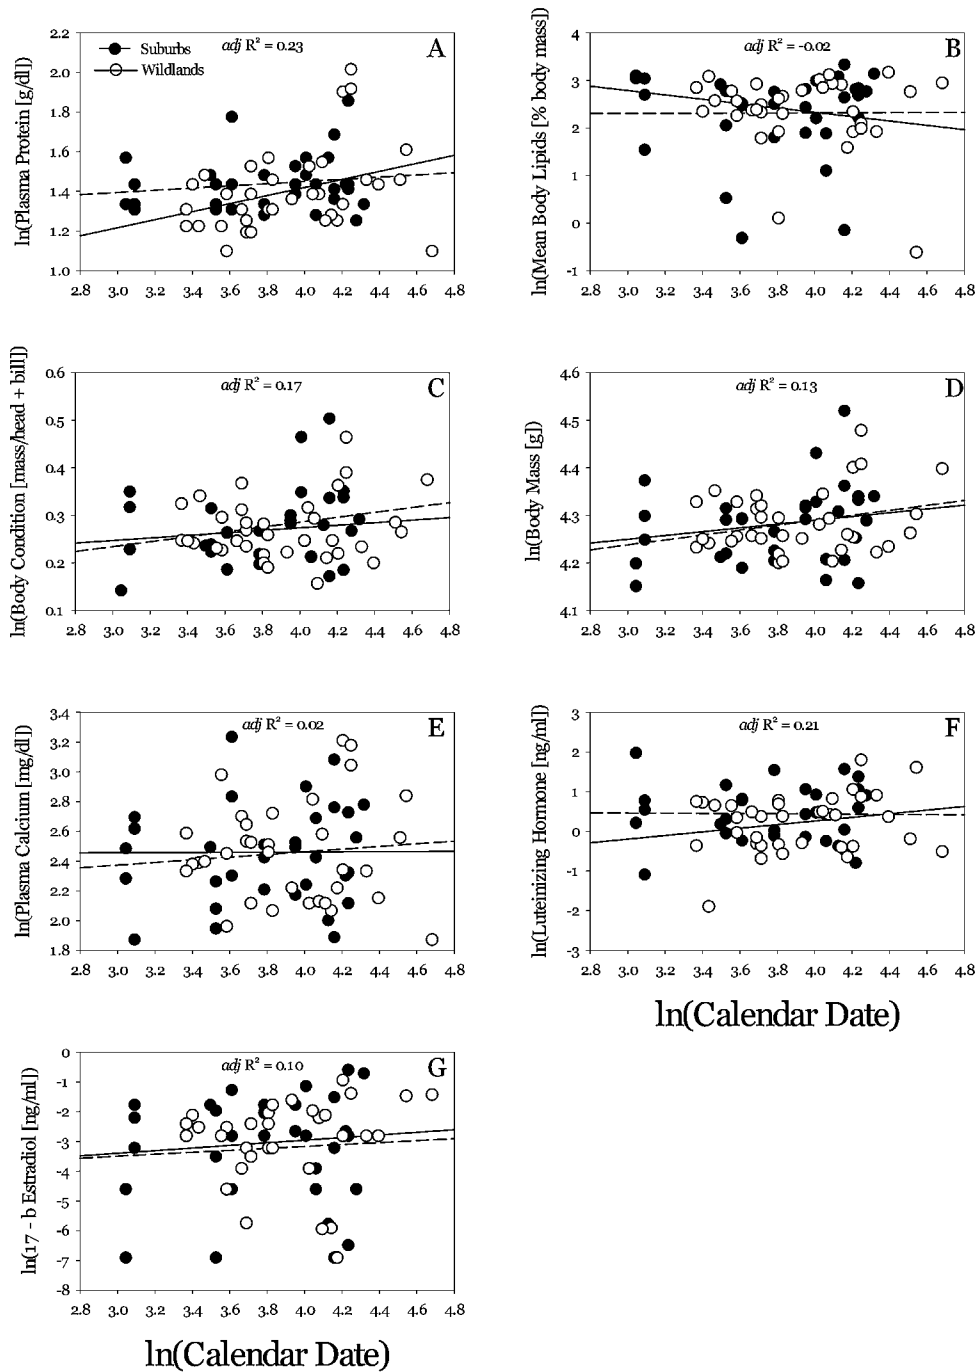 2.2
2.0
1.8
1.6
1.4
1.2
1.0
ln(Plasma Protein [g/dl])
adj R² = 0.23
A
Suburbs
Wildlands
2.8 3.0 3.2 3.4 3.6 3.8 4.0 4.2 4.4 4.6 4.8
4
3
2
1
0
-1
ln(Mean Body Lipids [% body mass])
adj R² = -0.02
B
2.8 3.0 3.2 3.4 3.6 3.8 4.0 4.2 4.4 4.6 4.8
0.6
0.4
0.3
0.2
0.1
ln(Body Condition [mass/head + bill])
adj R² = 0.17
C
2.8 3.0 3.2 3.4 3.6 3.8 4.0 4.2 4.4 4.6 4.8
4.6
4.5
4.4
4.3
4.2
4.1
ln(Body Mass [g])
adj R² = 0.13
D
2.8 3.0 3.2 3.4 3.6 3.8 4.0 4.2 4.4 4.6 4.8
3.4
3.2
3.0
2.8
2.6
2.4
2.2
2.0
1.8
ln(Plasma Calcium [mg/dl])
adj R² = 0.02
E
2.8 3.0 3.2 3.4 3.6 3.8 4.0 4.2 4.4 4.6 4.8
3
2
1
0
-1
-2
-3
ln(Luteinizing Hormone [ng/ml])
adj R² = 0.21
F
2.8 3.0 3.2 3.4 3.6 3.8 4.0 4.2 4.4 4.6 4.8
ln(Calendar Date)
0
-1
-2
-3
-4
-5
-6
-7
-8
ln(17 - b Estradiol [ng/ml])
adj R² = 0.10
G
2.8 3.0 3.2 3.4 3.6 3.8 4.0 4.2 4.4 4.6 4.8
ln(Calendar Date)